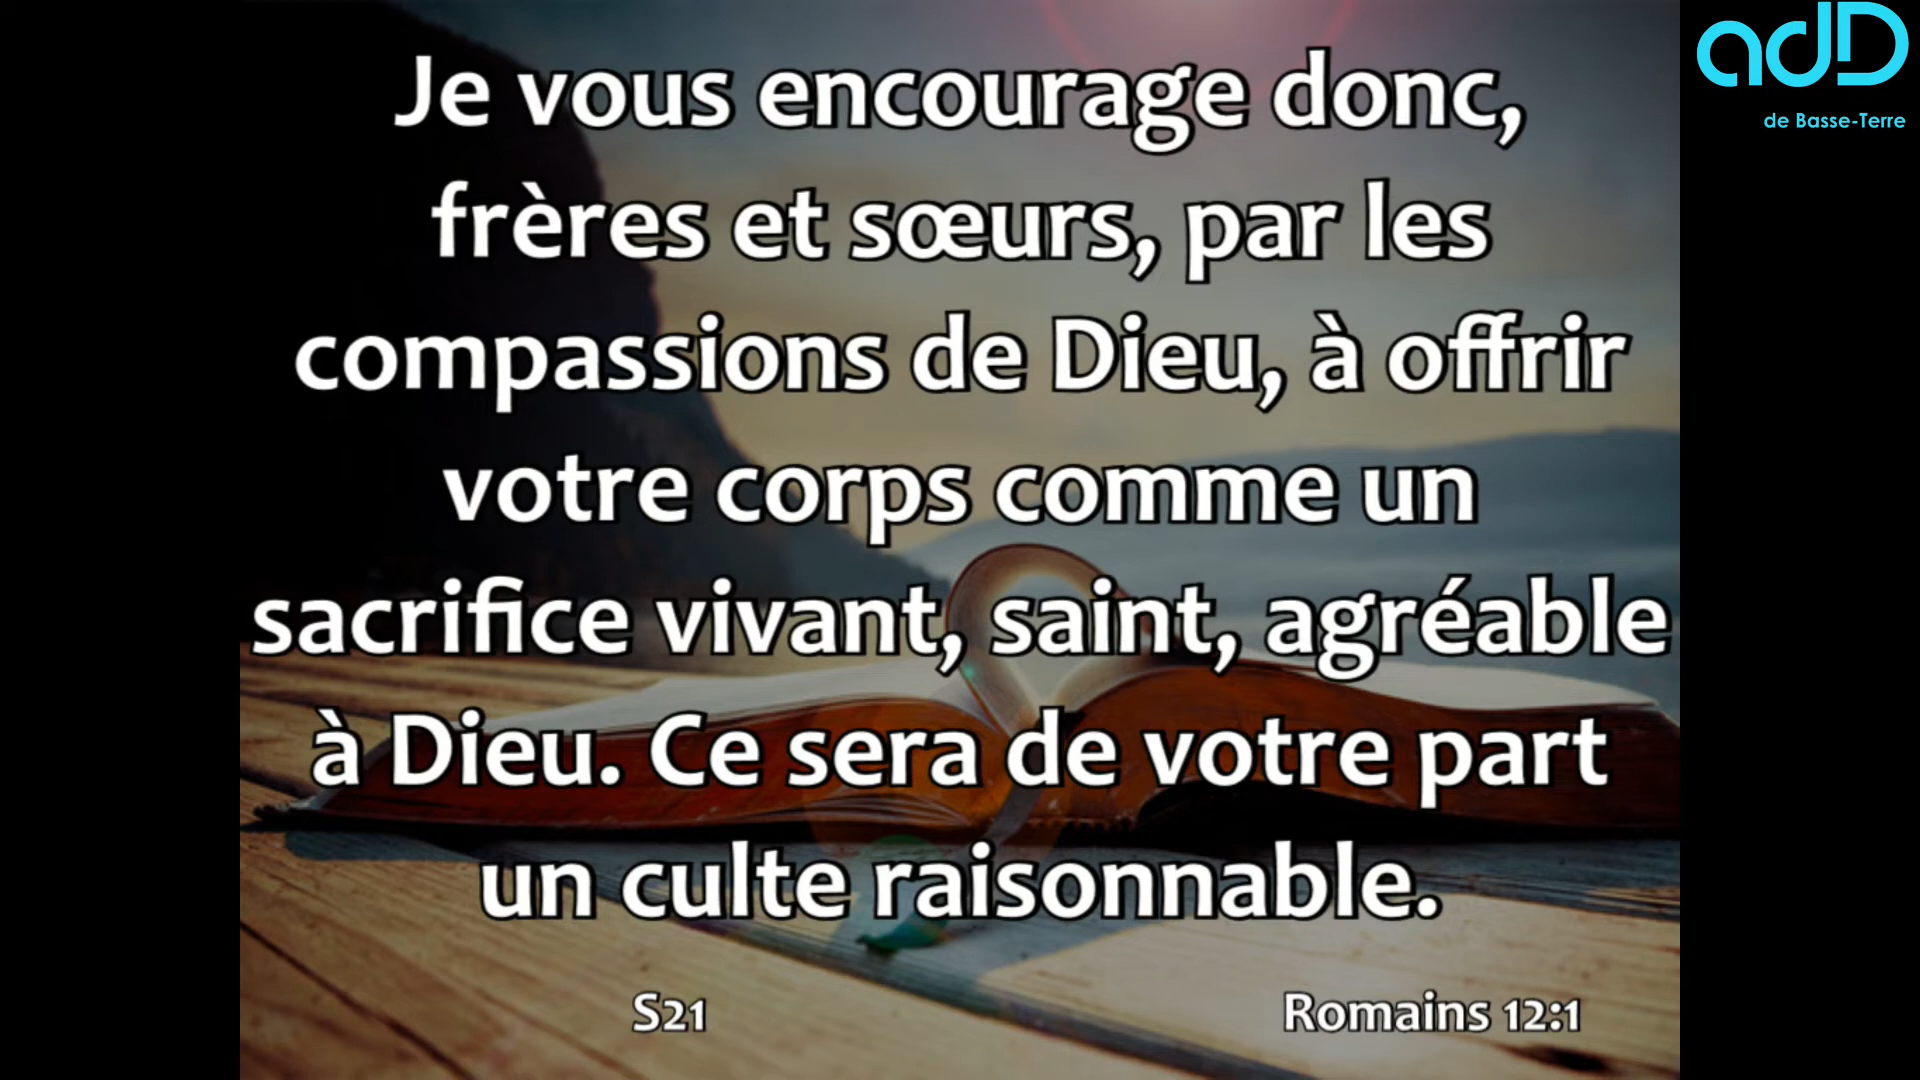 adD
de Basse-Terre
Je vous encourage donc,
frères et sœurs, par les
compassions de Dieu, à offrir
votre corps comme un
sacrifice vivant, saint, agréable
à Dieu. Ce sera de votre part
un culte raisonnable.
S21
Romains 12:1